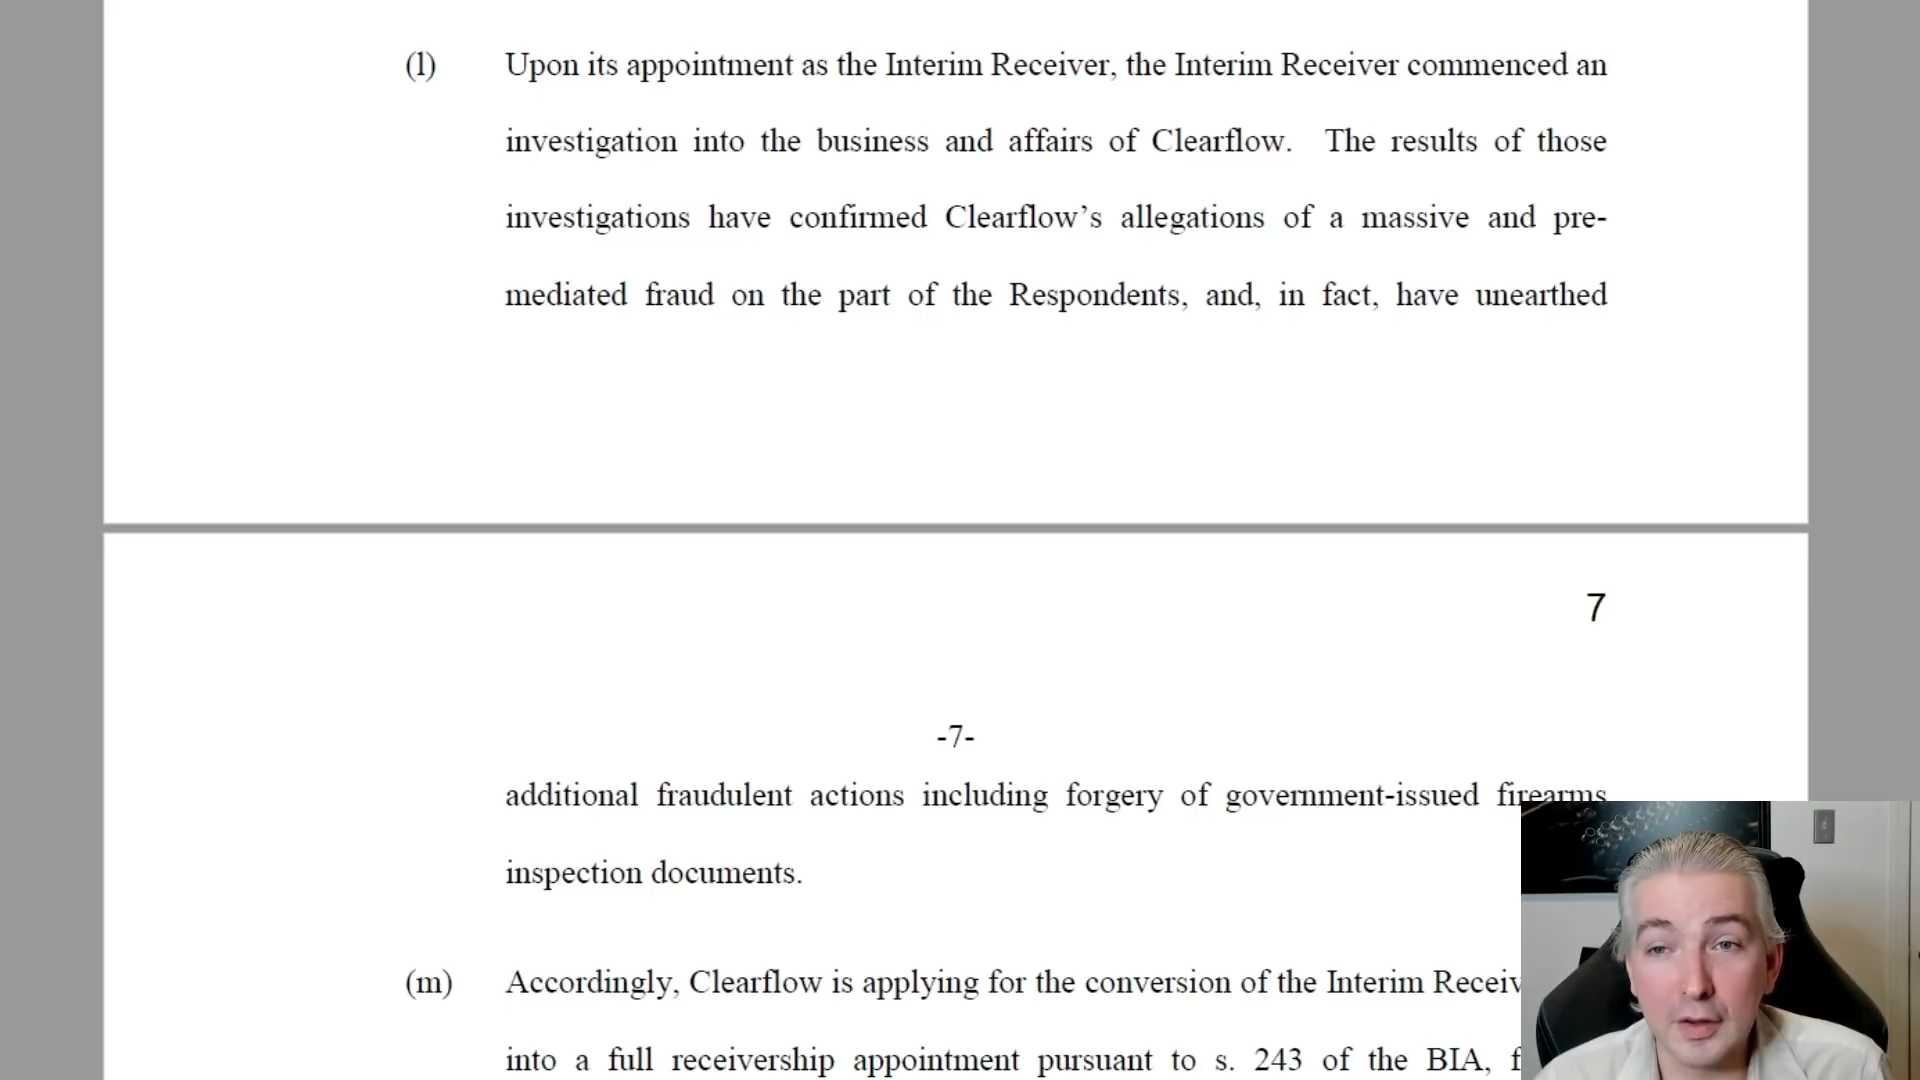 (l) Upon its appointment as the Interim Receiver, the Interim Receiver commenced an
investigation into the business and affairs of Clearflow. The results of those
investigations have confirmed Clearflow’s allegations of a massive and pre-
mediated fraud on the part of the Respondents, and, in fact, have unearthed
7
-7-
additional fraudulent actions including forgery of government-issued firearms
inspection documents.
(m) Accordingly, Clearflow is applying for the conversion of the Interim
into a full receivership appointment pursuant to s. 243 of the BIA,